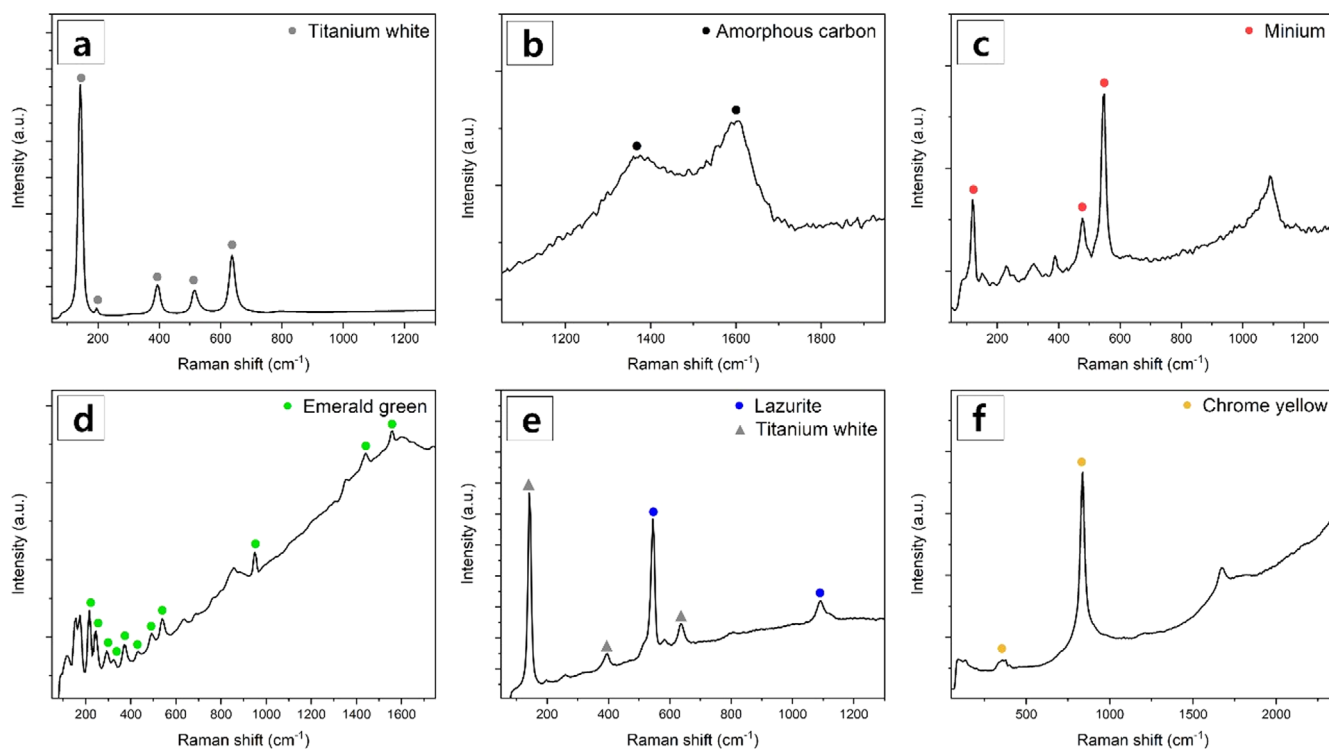 a
Titanium white
Intensity (a.u.)
200 400 600 800 1000 1200
Raman shift (cm⁻¹)
b
Amorphous carbon
Intensity (a.u.)
1200 1400 1600 1800
Raman shift (cm⁻¹)
c
Minium
Intensity (a.u.)
200 400 600 800 1000 1200
Raman shift (cm⁻¹)
d
Emerald green
Intensity (a.u.)
200 400 600 800 1000 1200 1400 1600
Raman shift (cm⁻¹)
e
Lazurite
Titanium white
Intensity (a.u.)
200 400 600 800 1000 1200
Raman shift (cm⁻¹)
f
Chrome yellow
Intensity (a.u.)
500 1000 1500 2000
Raman shift (cm⁻¹)